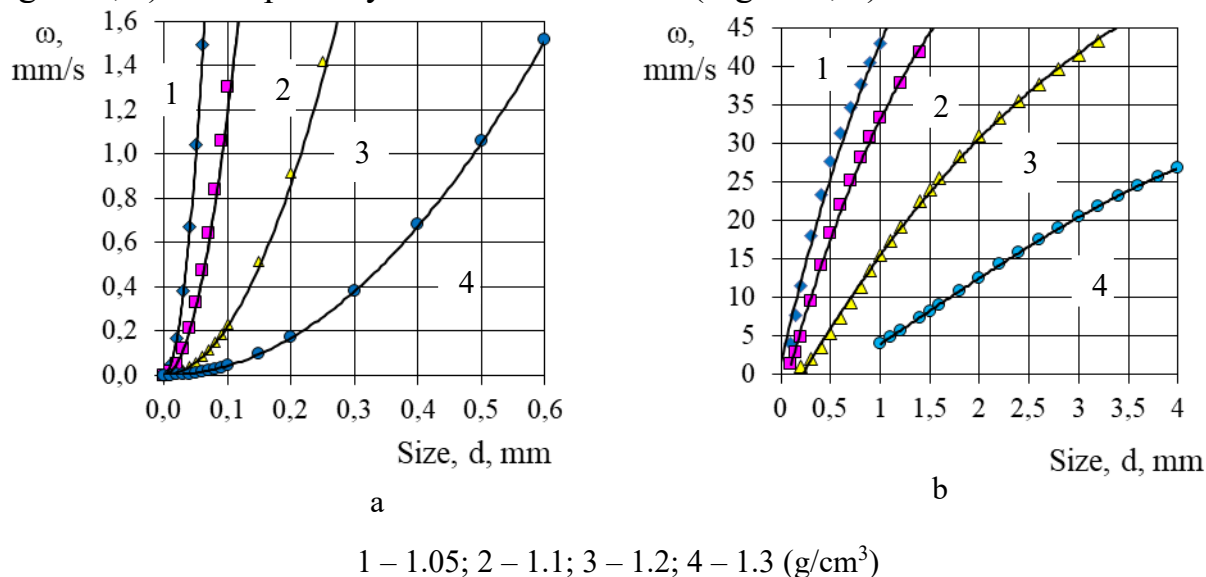 ω,
mm/s
1,6
1,4
1,2
1,0
0,8
0,6
0,4
0,2
0,0
1
2
3
4
0,0 0,1 0,2 0,3 0,4 0,5 0,6
Size, d, mm
a
ω,
mm/s
45
40
35
30
25
20
15
10
5
0
1
2
3
4
0 0,5 1 1,5 2 2,5 3 3,5 4
Size, d, mm
b
1 – 1.05; 2 – 1.1; 3 – 1.2; 4 – 1.3 (g/cm³)